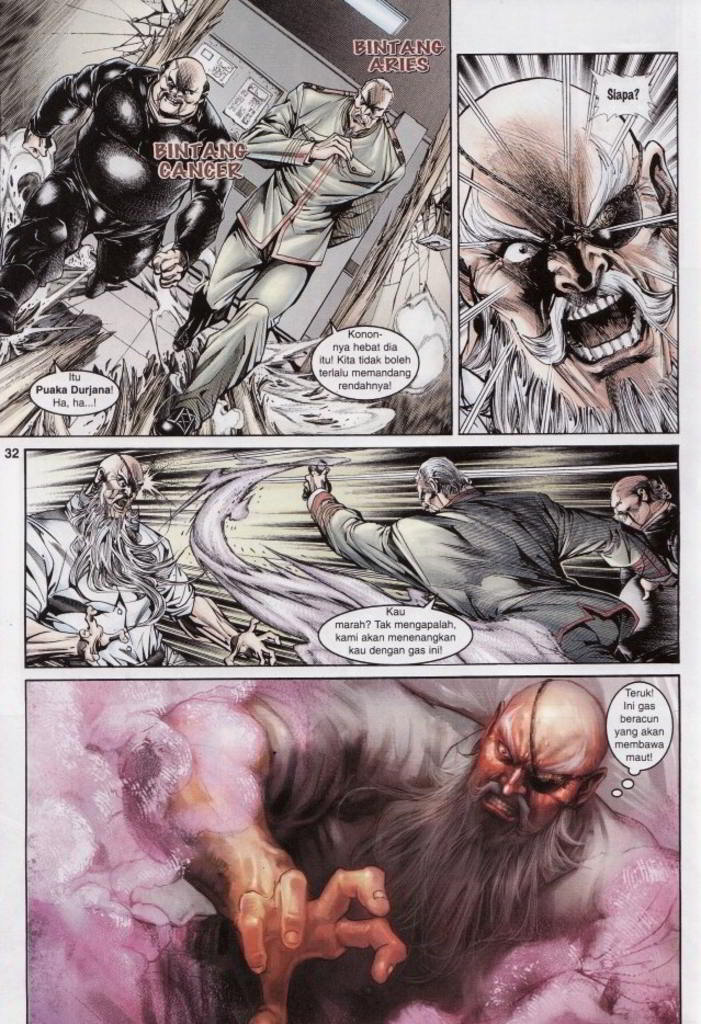 BINTANG
ARIES
BINTANG
CANCER
Itu
Puaka Durjana!
Ha, ha...!
Konon-
nya hebat dia
itu! Kita tidak boleh
terlalu memandang
rendahnya!
Siapa?
32
Kau
marah? Tak mengapalah,
kami akan menenangkan
kau dengan gas ini!
Teruk!
Ini gas
beracun
yang akan
membawa
maut!